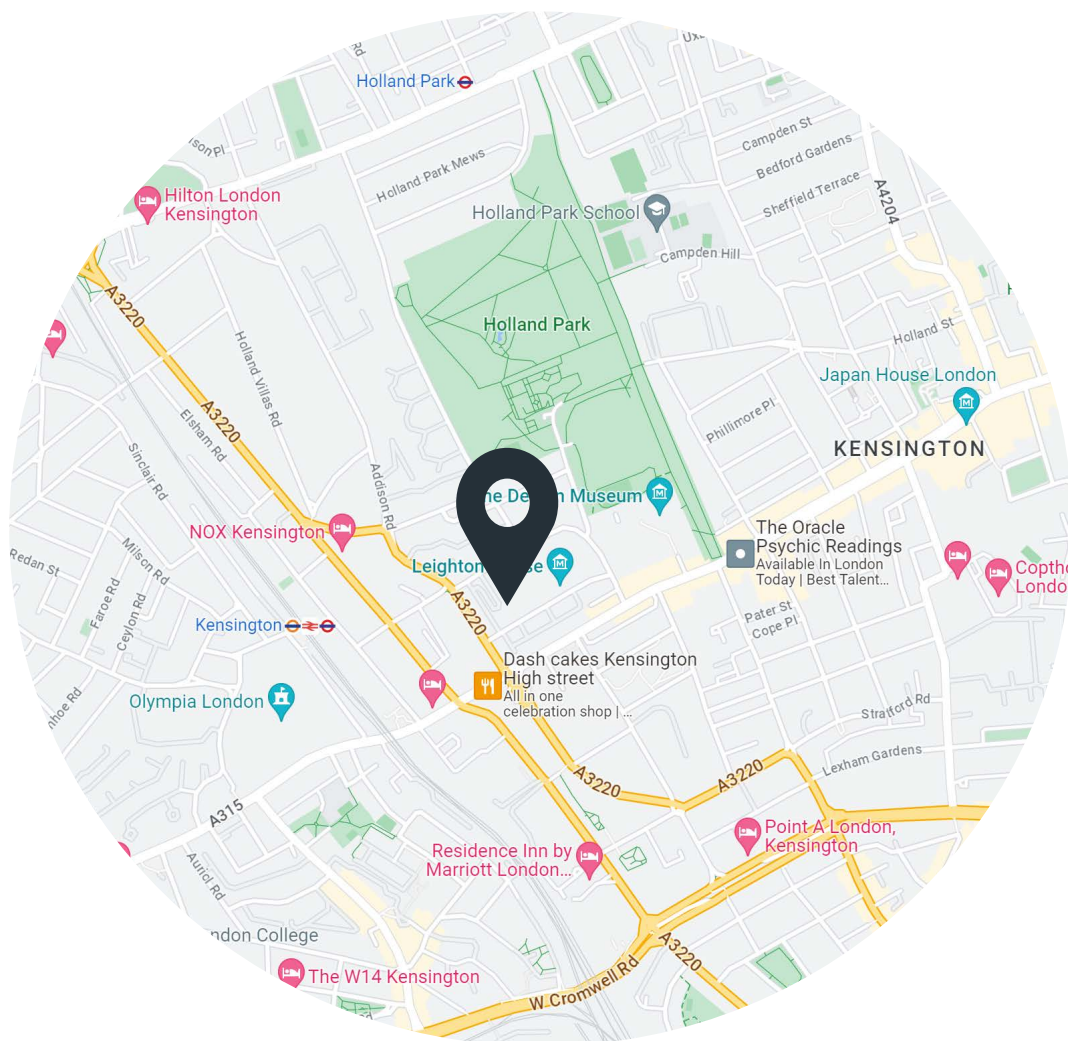 Rd
Uxb
Holland Park
Campden St
Bedford Gardens
Holland Park Mews
Sheffield Terrace
A4204
Hilton London
Kensington
Holland Park School
Campden Hill
A3220
Holland Park
Holland St
Holland Villas Rd
Japan House London
A3220
Phillimore Pl
Elsham Rd
KENSINGTON
Sinclair Rd
Addison Rd
Museum
NOX Kensington
The Oracle
Psychic Readings
Available In London
Today | Best Talent...
Redan St
Milson Rd
Leighton
Faroe Rd
Ceylon Rd
A3220
Pater St
Cope Pl
Kensington
Dash cakes Kensington
High street
All in one
celebration shop | ...
Olympia London
Stratford Rd
Lexham Gardens
A3220
A3220
A315
Point A London,
Kensington
Residence Inn by
Marriott London...
Auriol Rd
College
A3220
The W14 Kensington
W Cromwell Rd